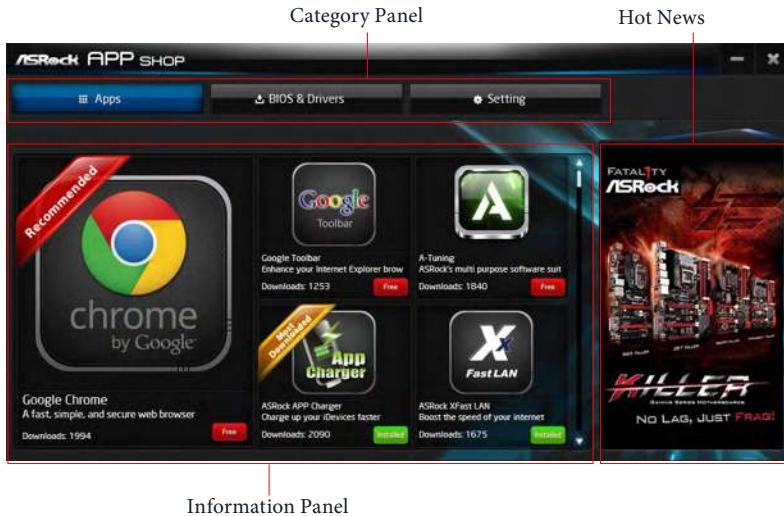 Category Panel
Hot News
ASRock APP SHOP
Apps
BIOS & Drivers
Setting
Recommended
chrome
by Google
Google Chrome
A fast, simple, and secure web browser
Downloads: 1994
Free
Google
Toolbar
Google Toolbar
Enhance your Internet Explorer brow
Downloads: 1253
Free
A-Tuning
ASRock's multi purpose software suit
Downloads: 1840
Free
Most
Downloaded
App
Charger
ASRock APP Charger
Charge up your iDevices faster
Downloads: 2090
Installed
X
Fast LAN
ASRock XFast LAN
Boost the speed of your internet
Downloads: 1675
Installed
FATAL1TY
ASRock
KILLER
NO LAG, JUST FRAG!
Information Panel